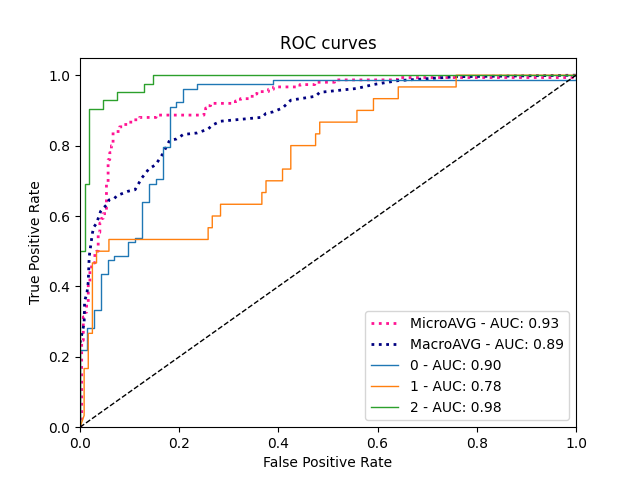 ROC curves
True Positive Rate
1.0
0.8
0.6
0.4
0.2
0.0
0.0 0.2 0.4 0.6 0.8 1.0
False Positive Rate
MicroAVG - AUC: 0.93
MacroAVG - AUC: 0.89
0 - AUC: 0.90
1 - AUC: 0.78
2 - AUC: 0.98